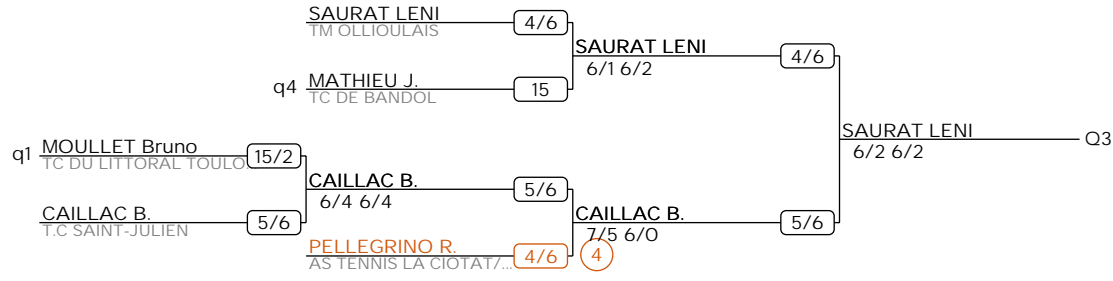 SAURAT LENI
TM OLLIOULAIS
4/6
SAURAT LENI
6/1 6/2
4/6
q4 MATHIEU J.
TC DE BANDOL
15
SAURAT LENI
6/2 6/2
Q3
q1 MOULLET Bruno
TC DU LITTORAL TOULO...
15/2
CAILLAC B.
6/4 6/4
5/6
CAILLAC B.
T.C SAINT-JULIEN
5/6
CAILLAC B.
7/5 6/0
5/6
PELLEGRINO R.
AS TENNIS LA CIOTAT/...
4/6
4